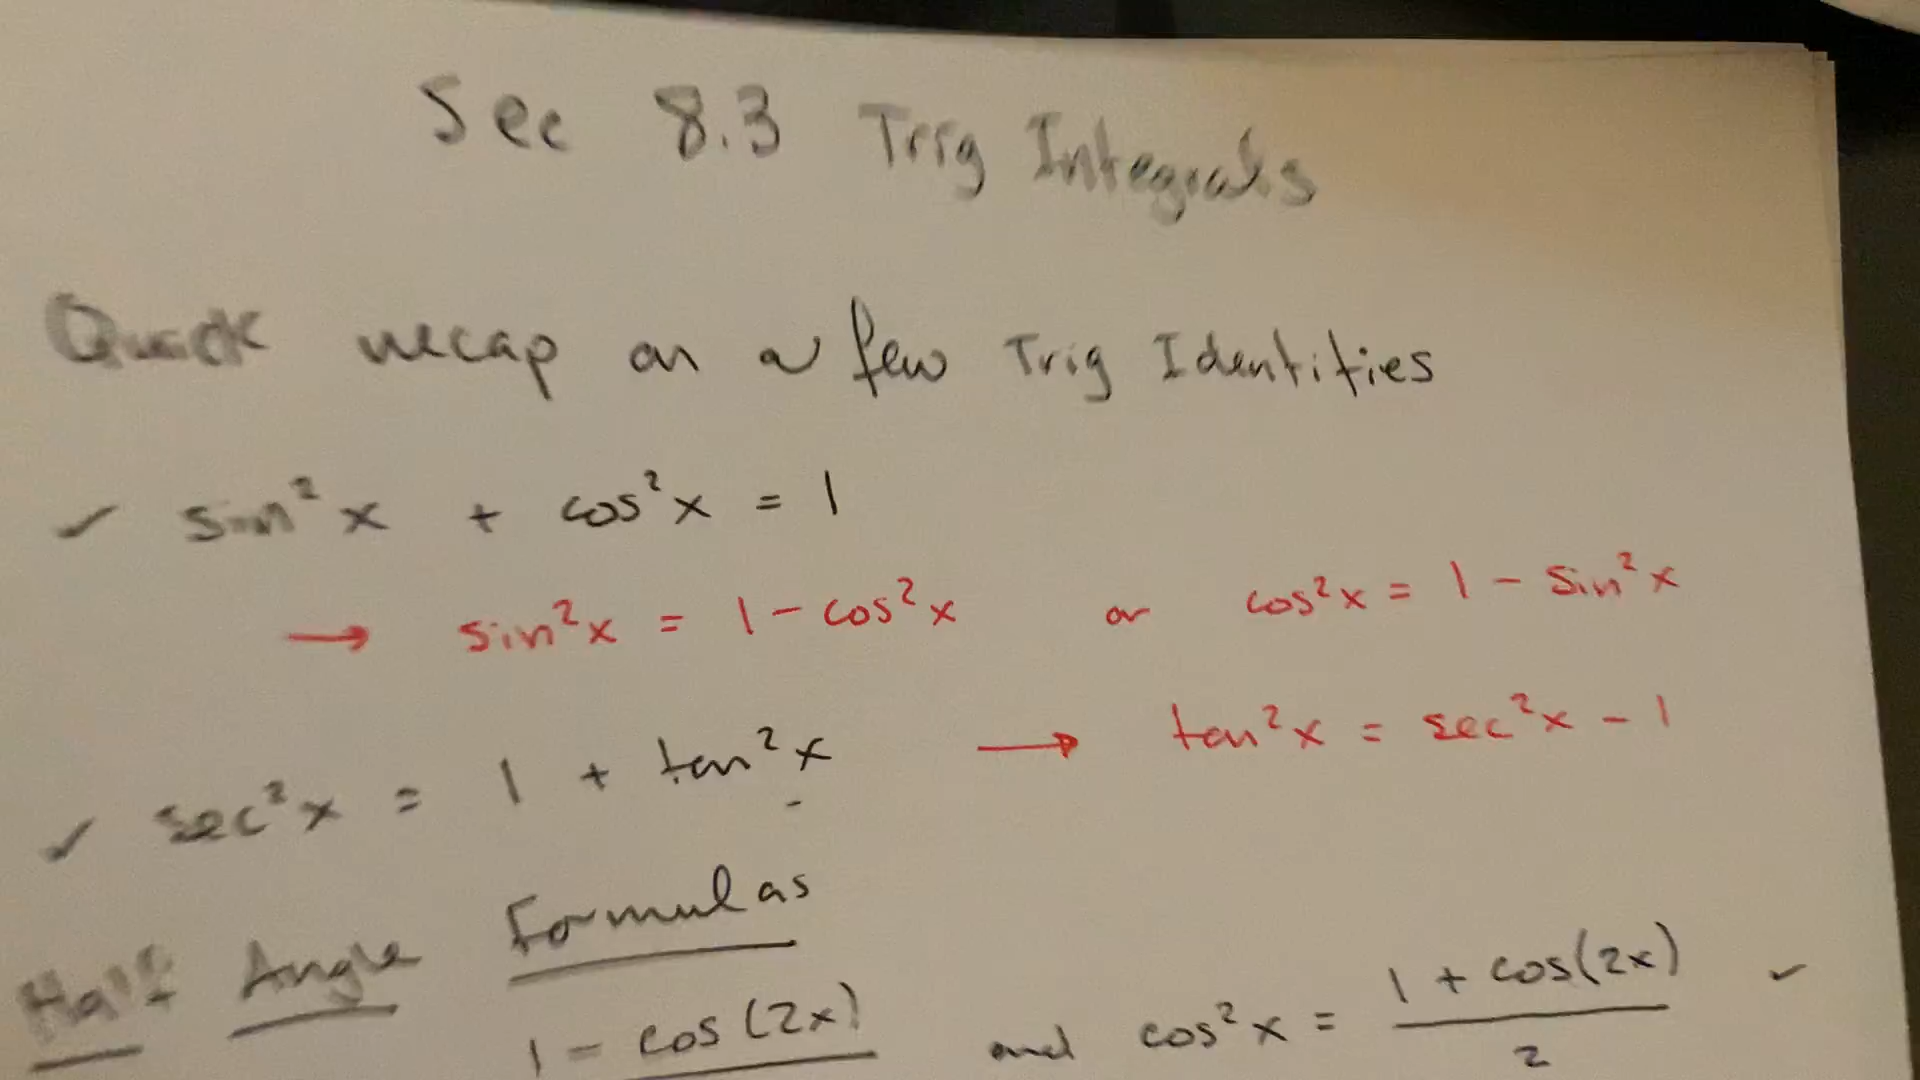 Sec 8.3 Trig Integrals
Quick recap on a few Trig Identities
✓ sin²x + cos²x = 1
→ sin²x = 1 - cos²x or cos²x = 1 - sin²x
✓ sec²x = 1 + tan²x → tan²x = sec²x - 1
Half Angle Formulas
1 - cos(2x) and cos²x = (1 + cos(2x))/2 ✓